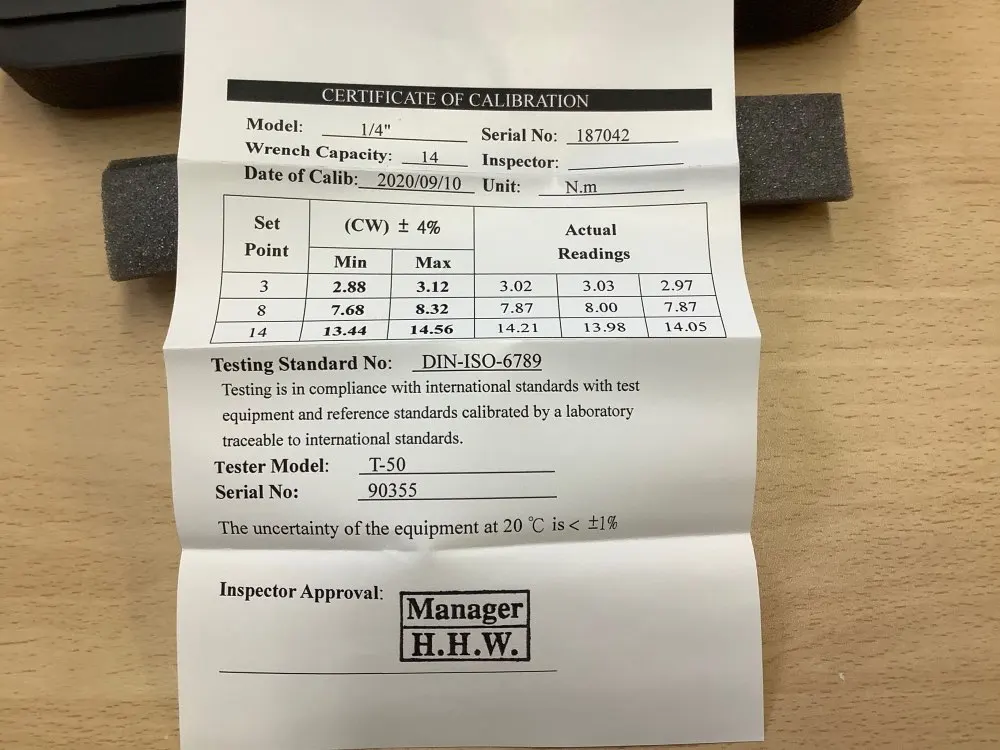 CERTIFICATE OF CALIBRATION
Model: 1/4" Serial No: 187042
Wrench Capacity: 14 Inspector:
Date of Calib: 2020/09/10 Unit: N.m
Set Point (CW) ± 4% Actual Readings
Min Max
3 2.88 3.12 3.02 3.03 2.97
8 7.68 8.32 7.87 8.00 7.87
14 13.44 14.56 14.21 13.98 14.05
Testing Standard No: DIN-ISO-6789
Testing is in compliance with international standards with test
equipment and reference standards calibrated by a laboratory
traceable to international standards.
Tester Model: T-50
Serial No: 90355
The uncertainty of the equipment at 20 ℃ is < ±1%
Inspector Approval: Manager
H.H.W.